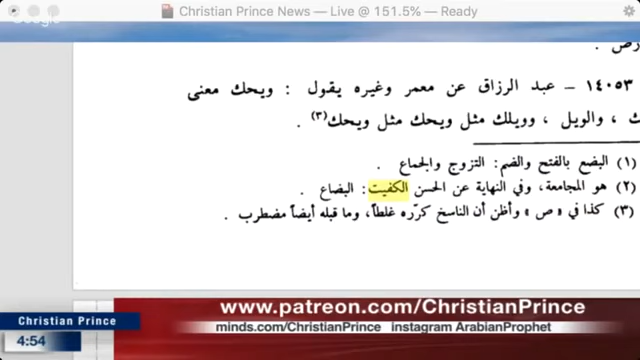 Christian Prince News — Live @ 151.5% — Ready
Google
رص .
١٤٠٥٣ – عبد الرزاق عن معمر وغيره يقول : ويحك معنى
ك ، والويل ، وويلك مثل ويحك مثل ويحك(٣) .
(١) البضع بالفتح والضم: التزوج والجماع .
(٢) هو المجامعة، وفي النهاية عن الحسن الكفيت: البضاع .
(٣) كذا في « ص » وأظن أن الناسخ كرّره غلطاً، وما قبله أيضاً مضطرب .
www.patreon.com/ChristianPrince
Christian Prince
minds.com/ChristianPrince instagram ArabianProphet
4:54